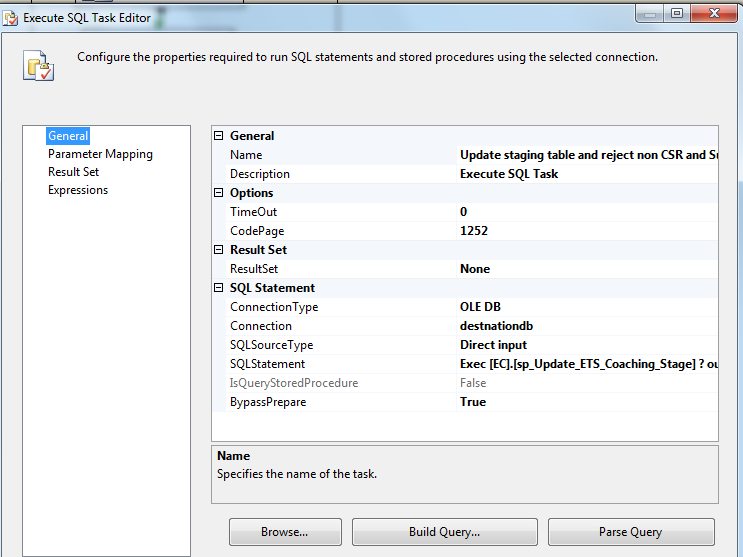 Execute SQL Task Editor
Configure the properties required to run SQL statements and stored procedures using the selected connection.
General
Parameter Mapping
Result Set
Expressions
General
Name Update staging table and reject non CSR and Su
Description Execute SQL Task
Options
TimeOut 0
CodePage 1252
Result Set
ResultSet None
SQL Statement
ConnectionType OLE DB
Connection destnationdb
SQLSourceType Direct input
SQLStatement Exec [EC].[sp_Update_ETS_Coaching_Stage] ? ou
IsQueryStoredProcedure False
BypassPrepare True
Name
Specifies the name of the task.
Browse... Build Query... Parse Query